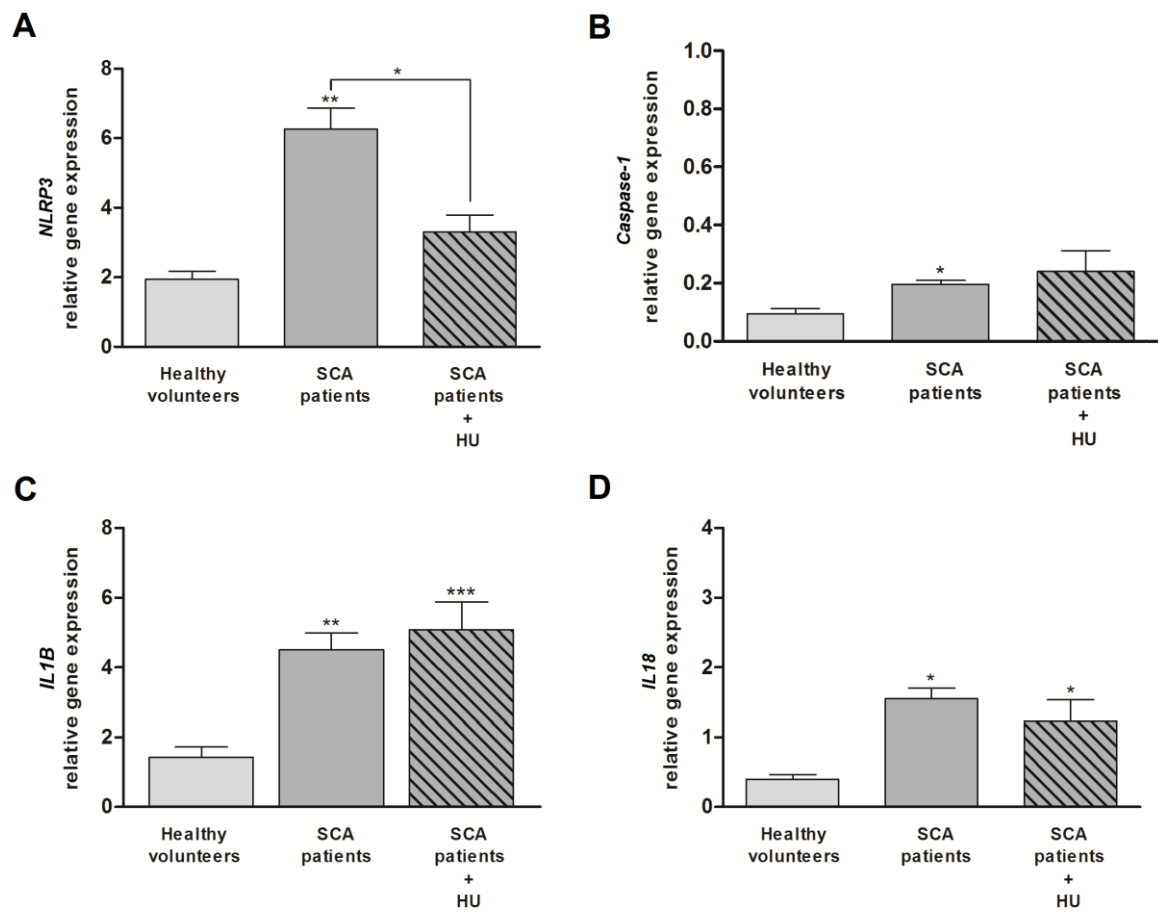 A
NLRP3
relative gene expression
8
6
4
2
0
**
*
Healthy
volunteers
SCA
patients
SCA
patients
+
HU
B
Caspase-1
relative gene expression
1.0
0.8
0.6
0.4
0.2
0.0
*
Healthy
volunteers
SCA
patients
SCA
patients
+
HU
C
IL1B
relative gene expression
8
6
4
2
0
**
***
Healthy
volunteers
SCA
patients
SCA
patients
+
HU
D
IL18
relative gene expression
4
3
2
1
0
*
*
Healthy
volunteers
SCA
patients
SCA
patients
+
HU